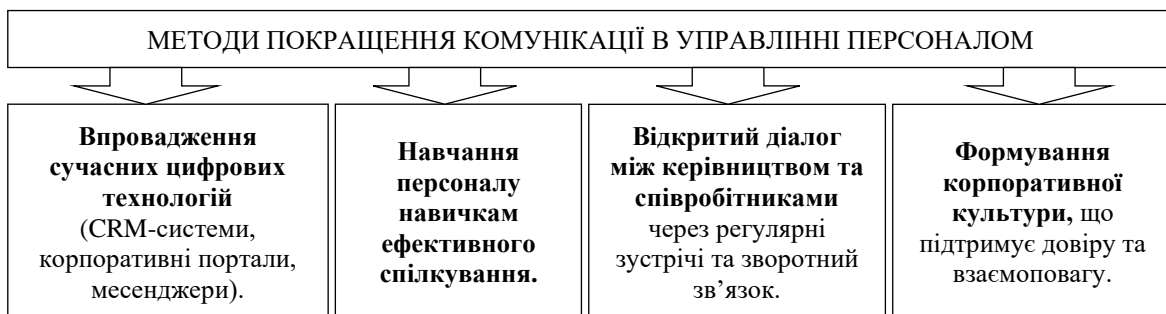 МЕТОДИ ПОКРАЩЕННЯ КОМУНІКАЦІЇ В УПРАВЛІННІ ПЕРСОНАЛОМ
Впровадження
сучасних цифрових
технологій
(CRM-системи,
корпоративні портали,
месенджери).
Навчання
персоналу
навичкам
ефективного
спілкування.
Відкритий діалог
між керівництвом та
співробітниками
через регулярні
зустрічі та зворотний
зв’язок.
Формування
корпоративної
культури, що
підтримує довіру та
взаємоповагу.